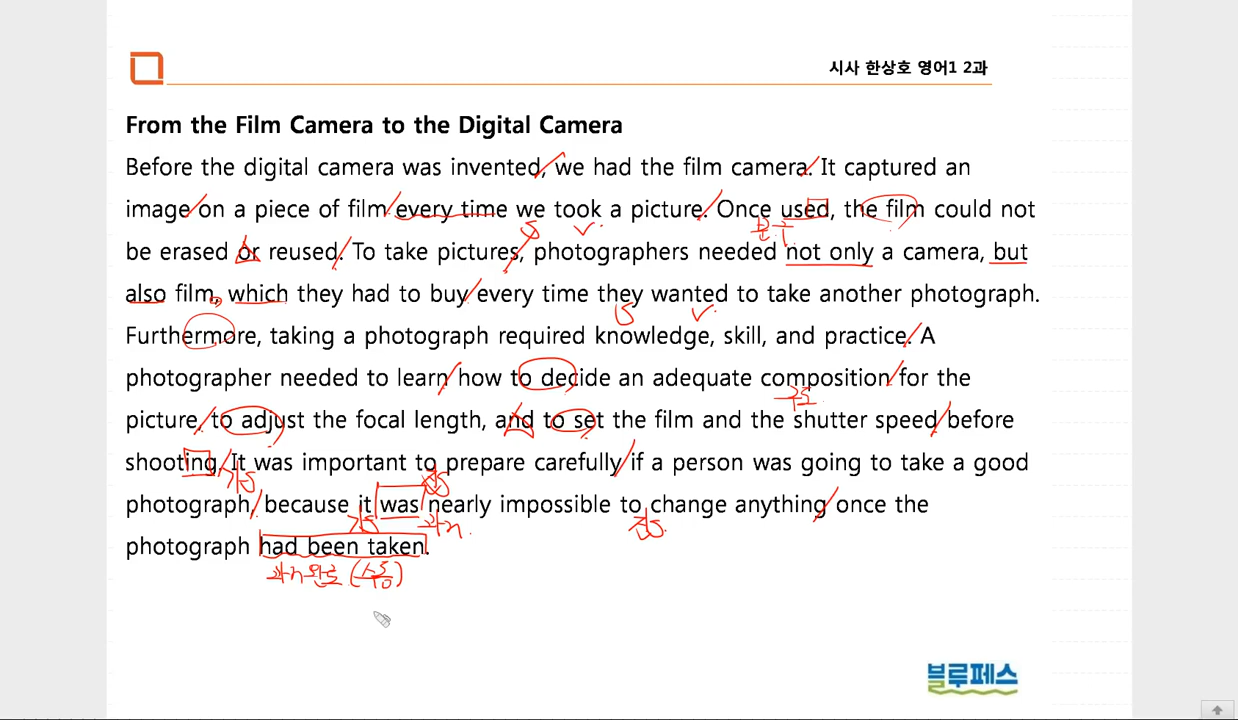 시사 한상호 영어1 2과
From the Film Camera to the Digital Camera
Before the digital camera was invented, we had the film camera. It captured an
image on a piece of film every time we took a picture. Once used, the film could not
be erased or reused. To take pictures, photographers needed not only a camera, but
also film, which they had to buy every time they wanted to take another photograph.
Furthermore, taking a photograph required knowledge, skill, and practice. A
photographer needed to learn how to decide an adequate composition for the
picture, to adjust the focal length, and to set the film and the shutter speed before
shooting. It was important to prepare carefully if a person was going to take a good
photograph, because it was nearly impossible to change anything once the
photograph had been taken.
블루페스